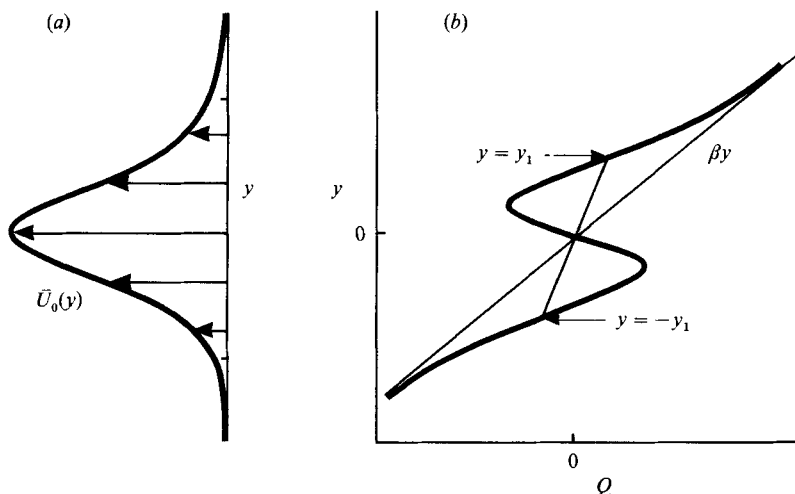 (a)
y
Ū₀(y)
(b)
y = y₁
βy
y
0
y = −y₁
0
Q